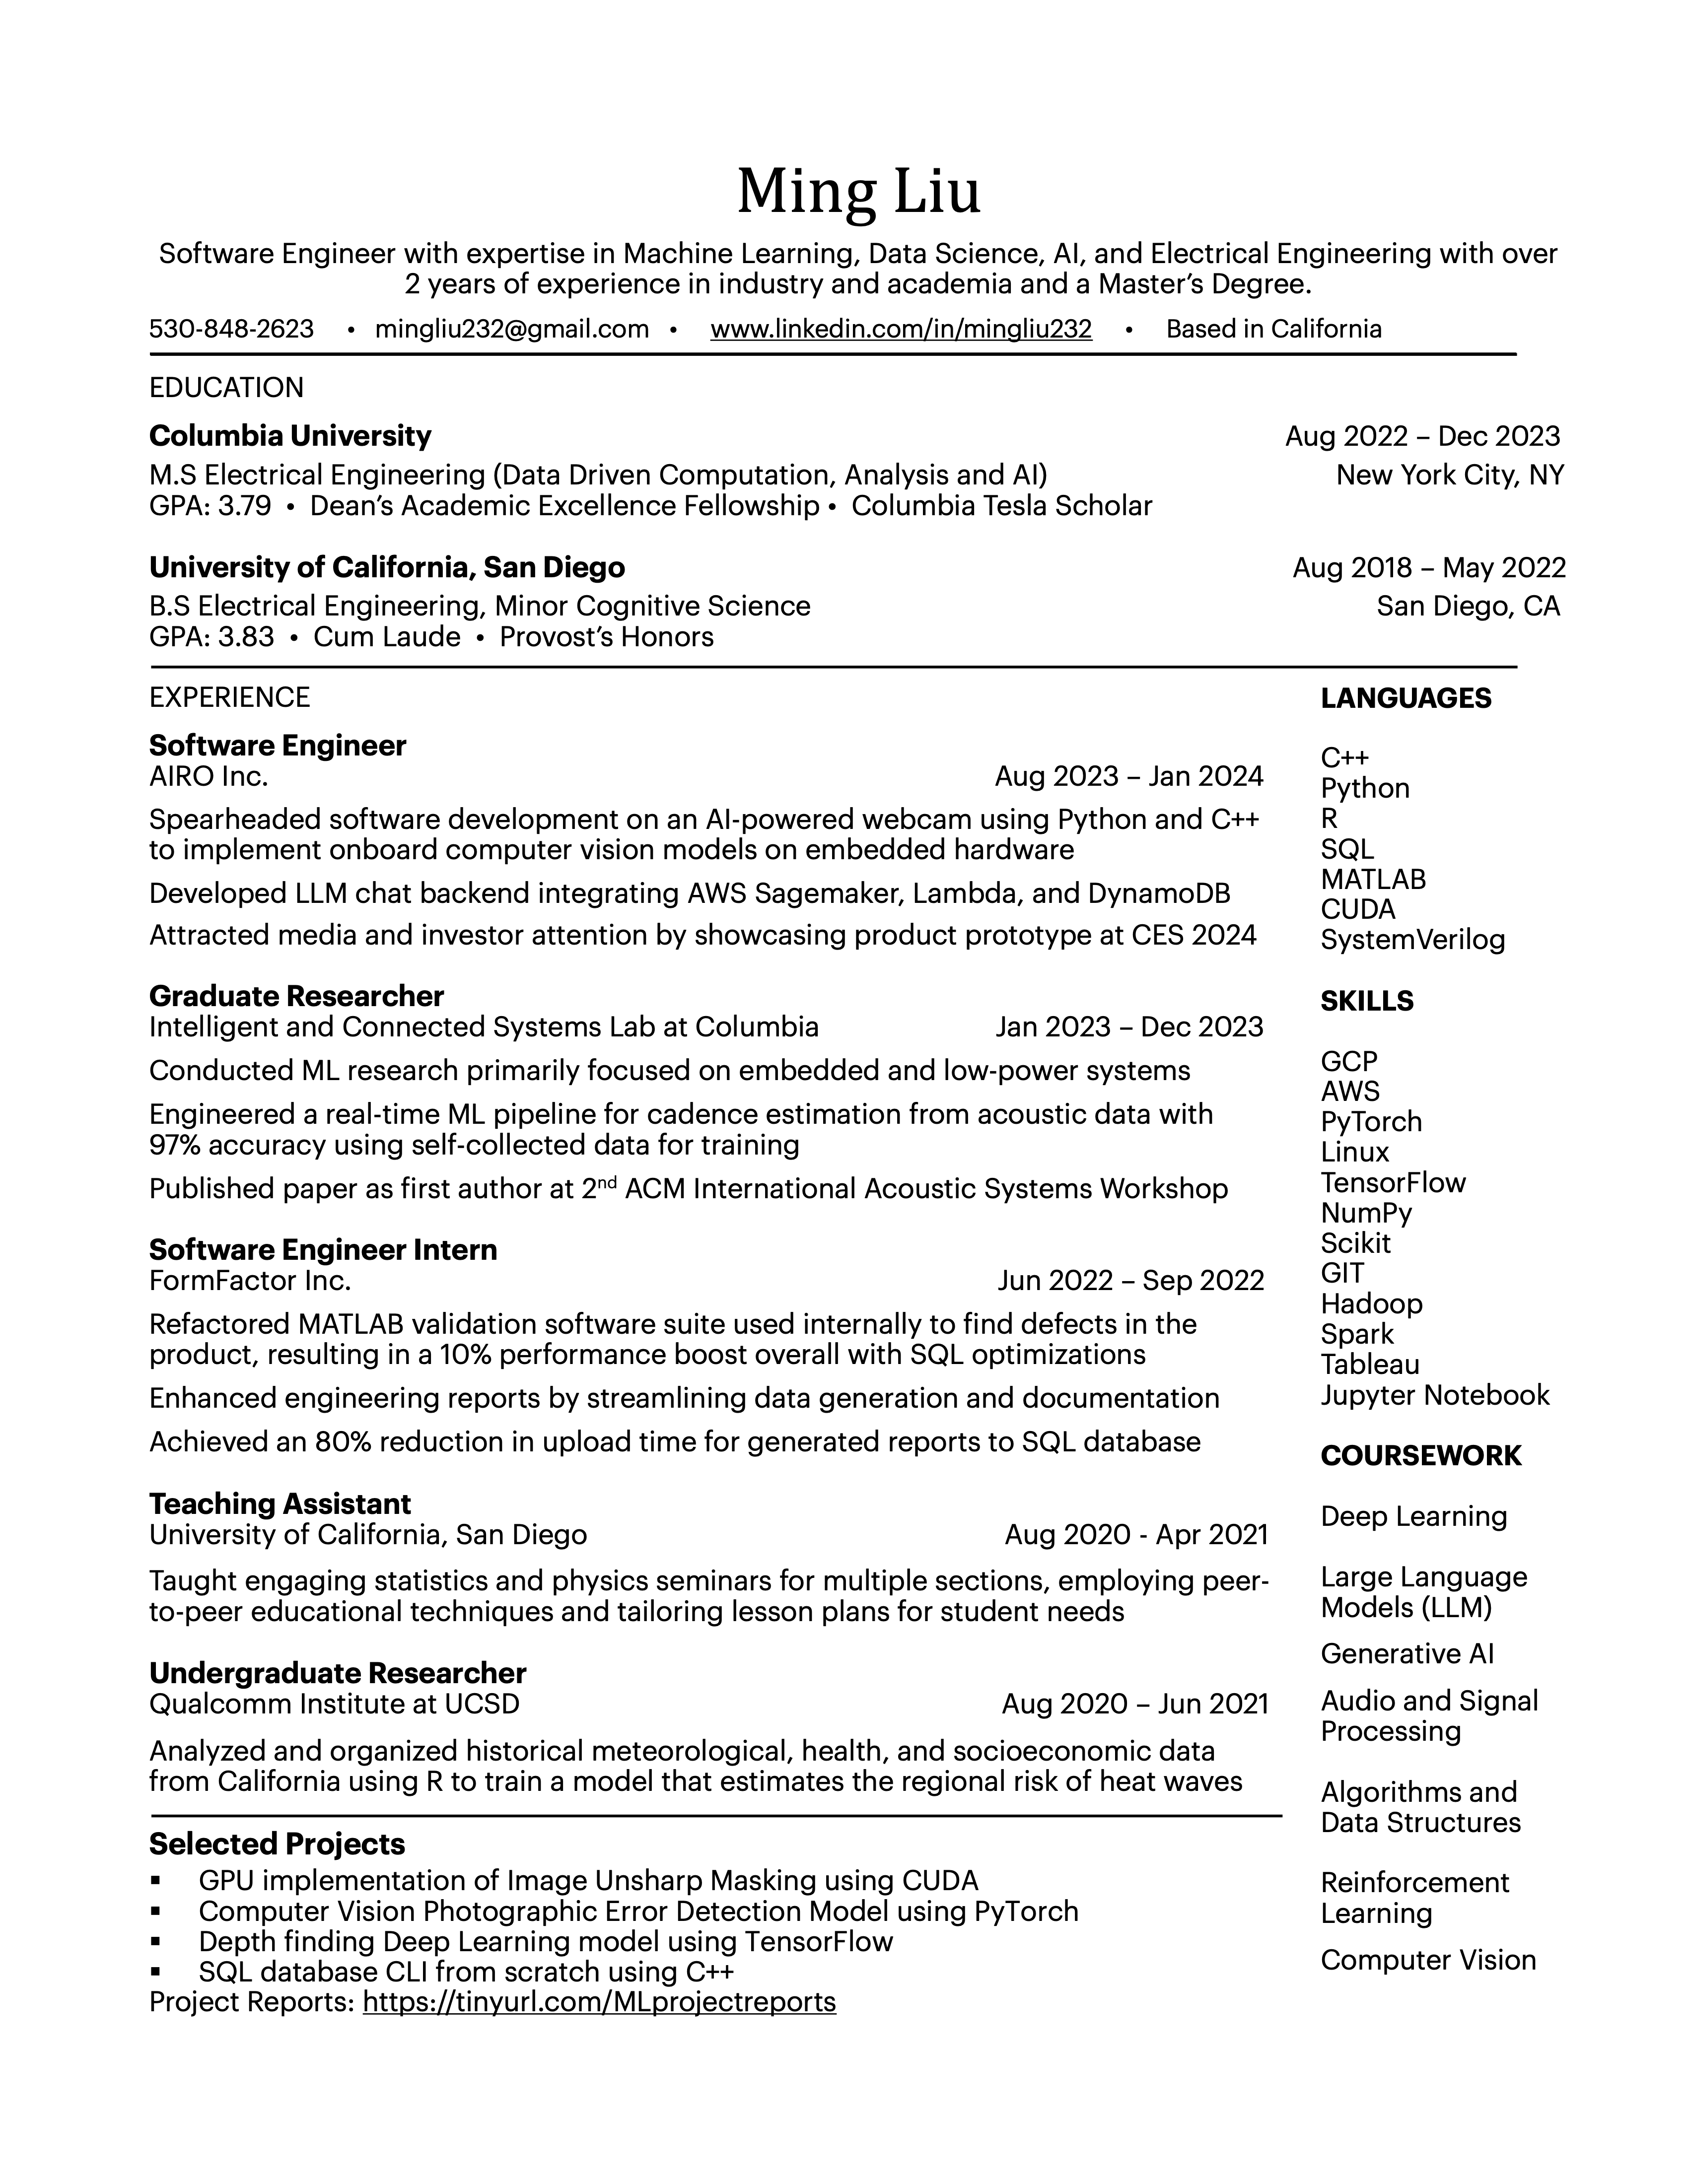 Ming Liu
Software Engineer with expertise in Machine Learning, Data Science, AI, and Electrical Engineering with over
2 years of experience in industry and academia and a Master’s Degree.
530-848-2623 • mingliu232@gmail.com • www.linkedin.com/in/mingliu232 • Based in California
EDUCATION
Columbia University Aug 2022 – Dec 2023
M.S Electrical Engineering (Data Driven Computation, Analysis and AI) New York City, NY
GPA: 3.79 • Dean’s Academic Excellence Fellowship • Columbia Tesla Scholar
University of California, San Diego Aug 2018 – May 2022
B.S Electrical Engineering, Minor Cognitive Science San Diego, CA
GPA: 3.83 • Cum Laude • Provost’s Honors
EXPERIENCE
Software Engineer
AIRO Inc. Aug 2023 – Jan 2024
Spearheaded software development on an AI-powered webcam using Python and C++
to implement onboard computer vision models on embedded hardware
Developed LLM chat backend integrating AWS Sagemaker, Lambda, and DynamoDB
Attracted media and investor attention by showcasing product prototype at CES 2024
Graduate Researcher
Intelligent and Connected Systems Lab at Columbia Jan 2023 – Dec 2023
Conducted ML research primarily focused on embedded and low-power systems
Engineered a real-time ML pipeline for cadence estimation from acoustic data with
97% accuracy using self-collected data for training
Published paper as first author at 2nd ACM International Acoustic Systems Workshop
Software Engineer Intern
FormFactor Inc. Jun 2022 – Sep 2022
Refactored MATLAB validation software suite used internally to find defects in the
product, resulting in a 10% performance boost overall with SQL optimizations
Enhanced engineering reports by streamlining data generation and documentation
Achieved an 80% reduction in upload time for generated reports to SQL database
Teaching Assistant
University of California, San Diego Aug 2020 - Apr 2021
Taught engaging statistics and physics seminars for multiple sections, employing peer-
to-peer educational techniques and tailoring lesson plans for student needs
Undergraduate Researcher
Qualcomm Institute at UCSD Aug 2020 – Jun 2021
Analyzed and organized historical meteorological, health, and socioeconomic data
from California using R to train a model that estimates the regional risk of heat waves
Selected Projects
▪ GPU implementation of Image Unsharp Masking using CUDA
▪ Computer Vision Photographic Error Detection Model using PyTorch
▪ Depth finding Deep Learning model using TensorFlow
▪ SQL database CLI from scratch using C++
Project Reports: https://tinyurl.com/MLprojectreports
LANGUAGES
C++
Python
R
SQL
MATLAB
CUDA
SystemVerilog
SKILLS
GCP
AWS
PyTorch
Linux
TensorFlow
NumPy
Scikit
GIT
Hadoop
Spark
Tableau
Jupyter Notebook
COURSEWORK
Deep Learning
Large Language
Models (LLM)
Generative AI
Audio and Signal
Processing
Algorithms and
Data Structures
Reinforcement
Learning
Computer Vision